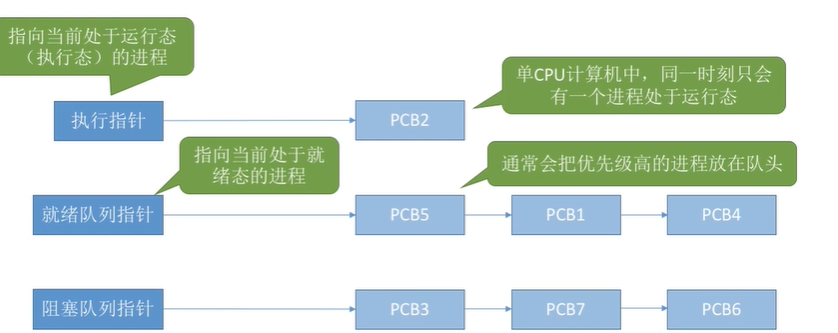 指向当前处于运行态
（执行态）的进程
单CPU计算机中，同一时刻只会
有一个进程处于运行态
执行指针
PCB2
指向当前处于就
绪态的进程
通常会把优先级高的进程放在队头
就绪队列指针
PCB5
PCB1
PCB4
阻塞队列指针
PCB3
PCB7
PCB6